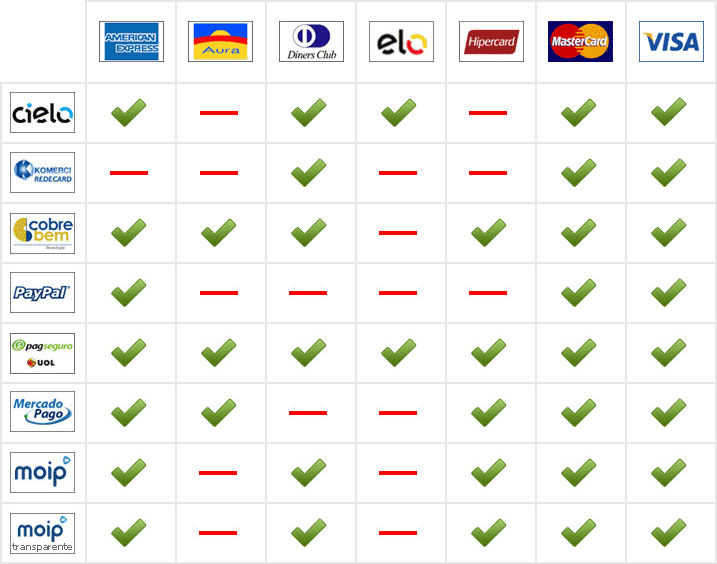 AMERICAN
EXPRESS
Aura
Diners Club
elo
Hipercard
MasterCard
VISA
cielo
KOMERCI
REDECARD
cobre
bem
Tecnologia
PayPal
pagseguro
UOL
Mercado
Pago
moip
moip
transparente